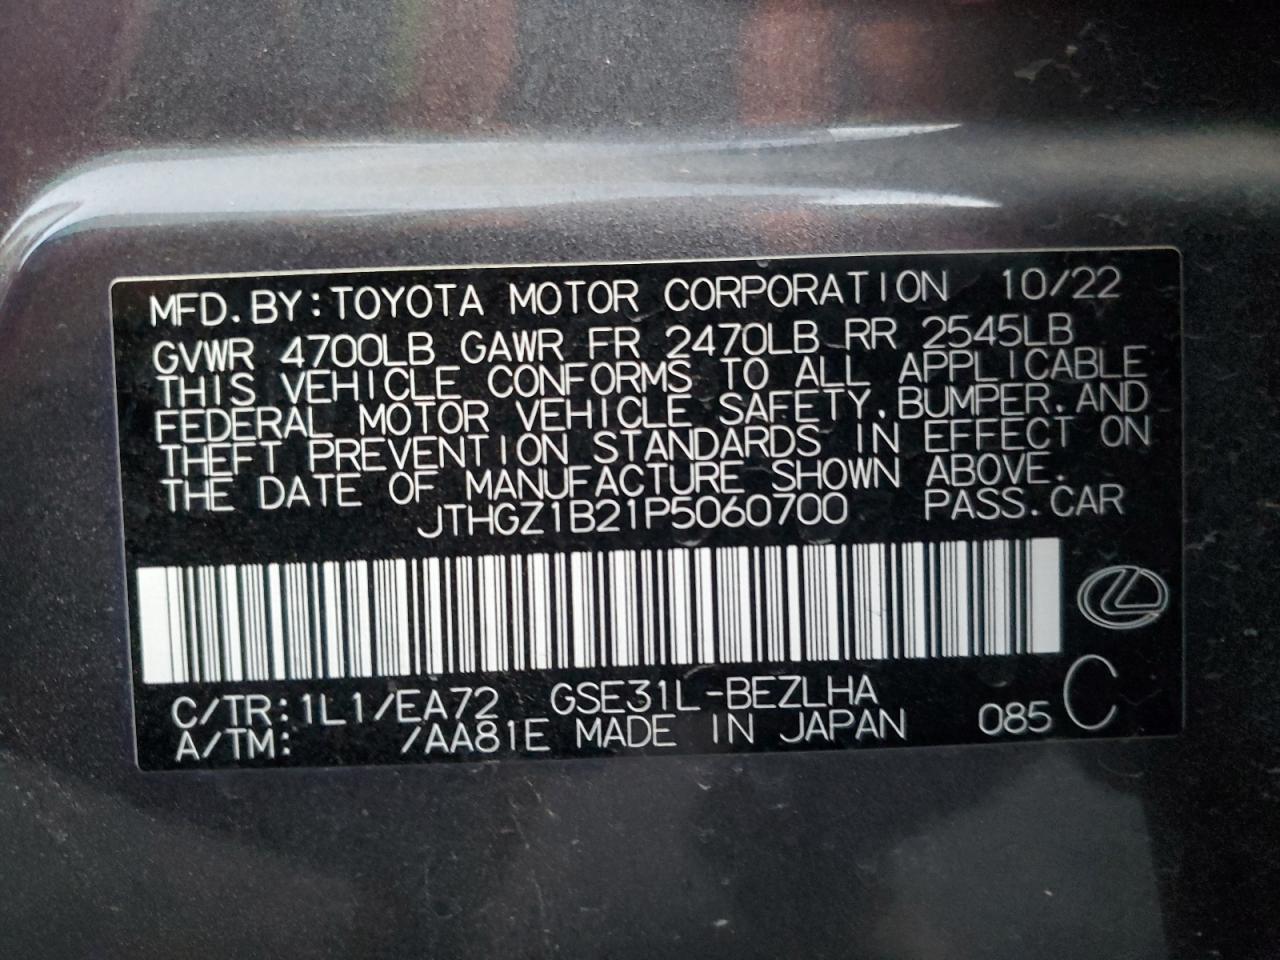 MFD.BY:TOYOTA MOTOR CORPORATION 10/22
GVWR 4700LB GAWR FR 2470LB RR 2545LB
THIS VEHICLE CONFORMS TO ALL APPLICABLE
FEDERAL MOTOR VEHICLE SAFETY,BUMPER,AND
THEFT PREVENTION STANDARDS IN EFFECT ON
THE DATE OF MANUFACTURE SHOWN ABOVE.
JTHGZ1B21P5060700 PASS.CAR
C/TR:1L1/EA72 GSE31L-BEZLHA
A/TM: /AA81E MADE IN JAPAN 085 C